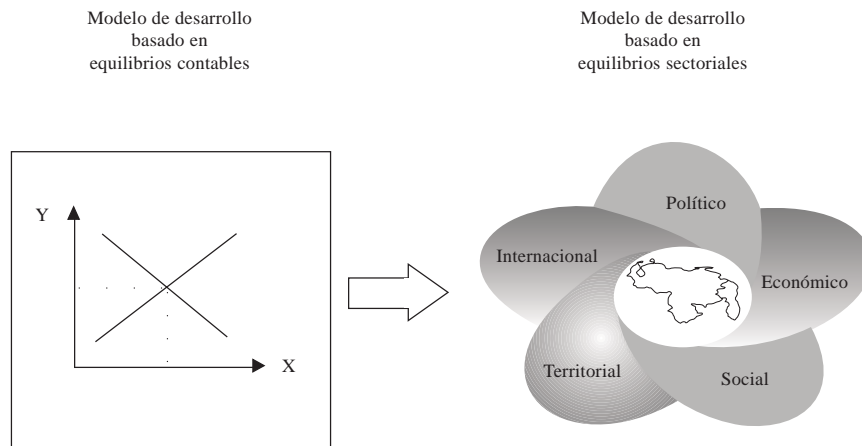 Modelo de desarrollo
basado en
equilibrios contables
Modelo de desarrollo
basado en
equilibrios sectoriales
Y
X
Político
Internacional
Económico
Territorial
Social